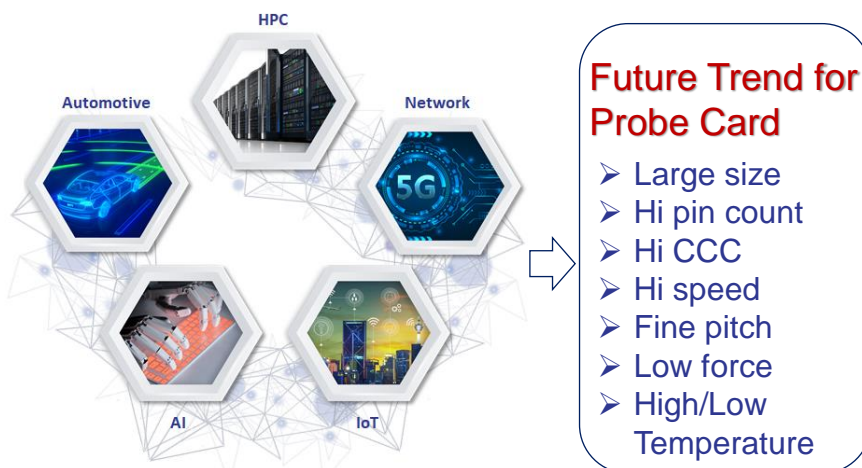 HPC
Automotive
Network
5G
AI
IoT
Future Trend for
Probe Card
➢ Large size
➢ Hi pin count
➢ Hi CCC
➢ Hi speed
➢ Fine pitch
➢ Low force
➢ High/Low
Temperature